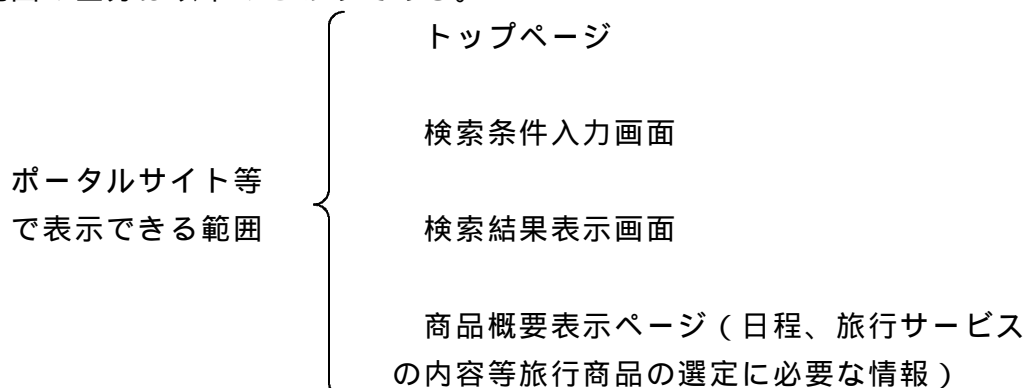 トップページ
検索条件入力画面
ポータルサイト等
で表示できる範囲
検索結果表示画面
商品概要表示ページ(日程、旅行サービス
の内容等旅行商品の選定に必要な情報)